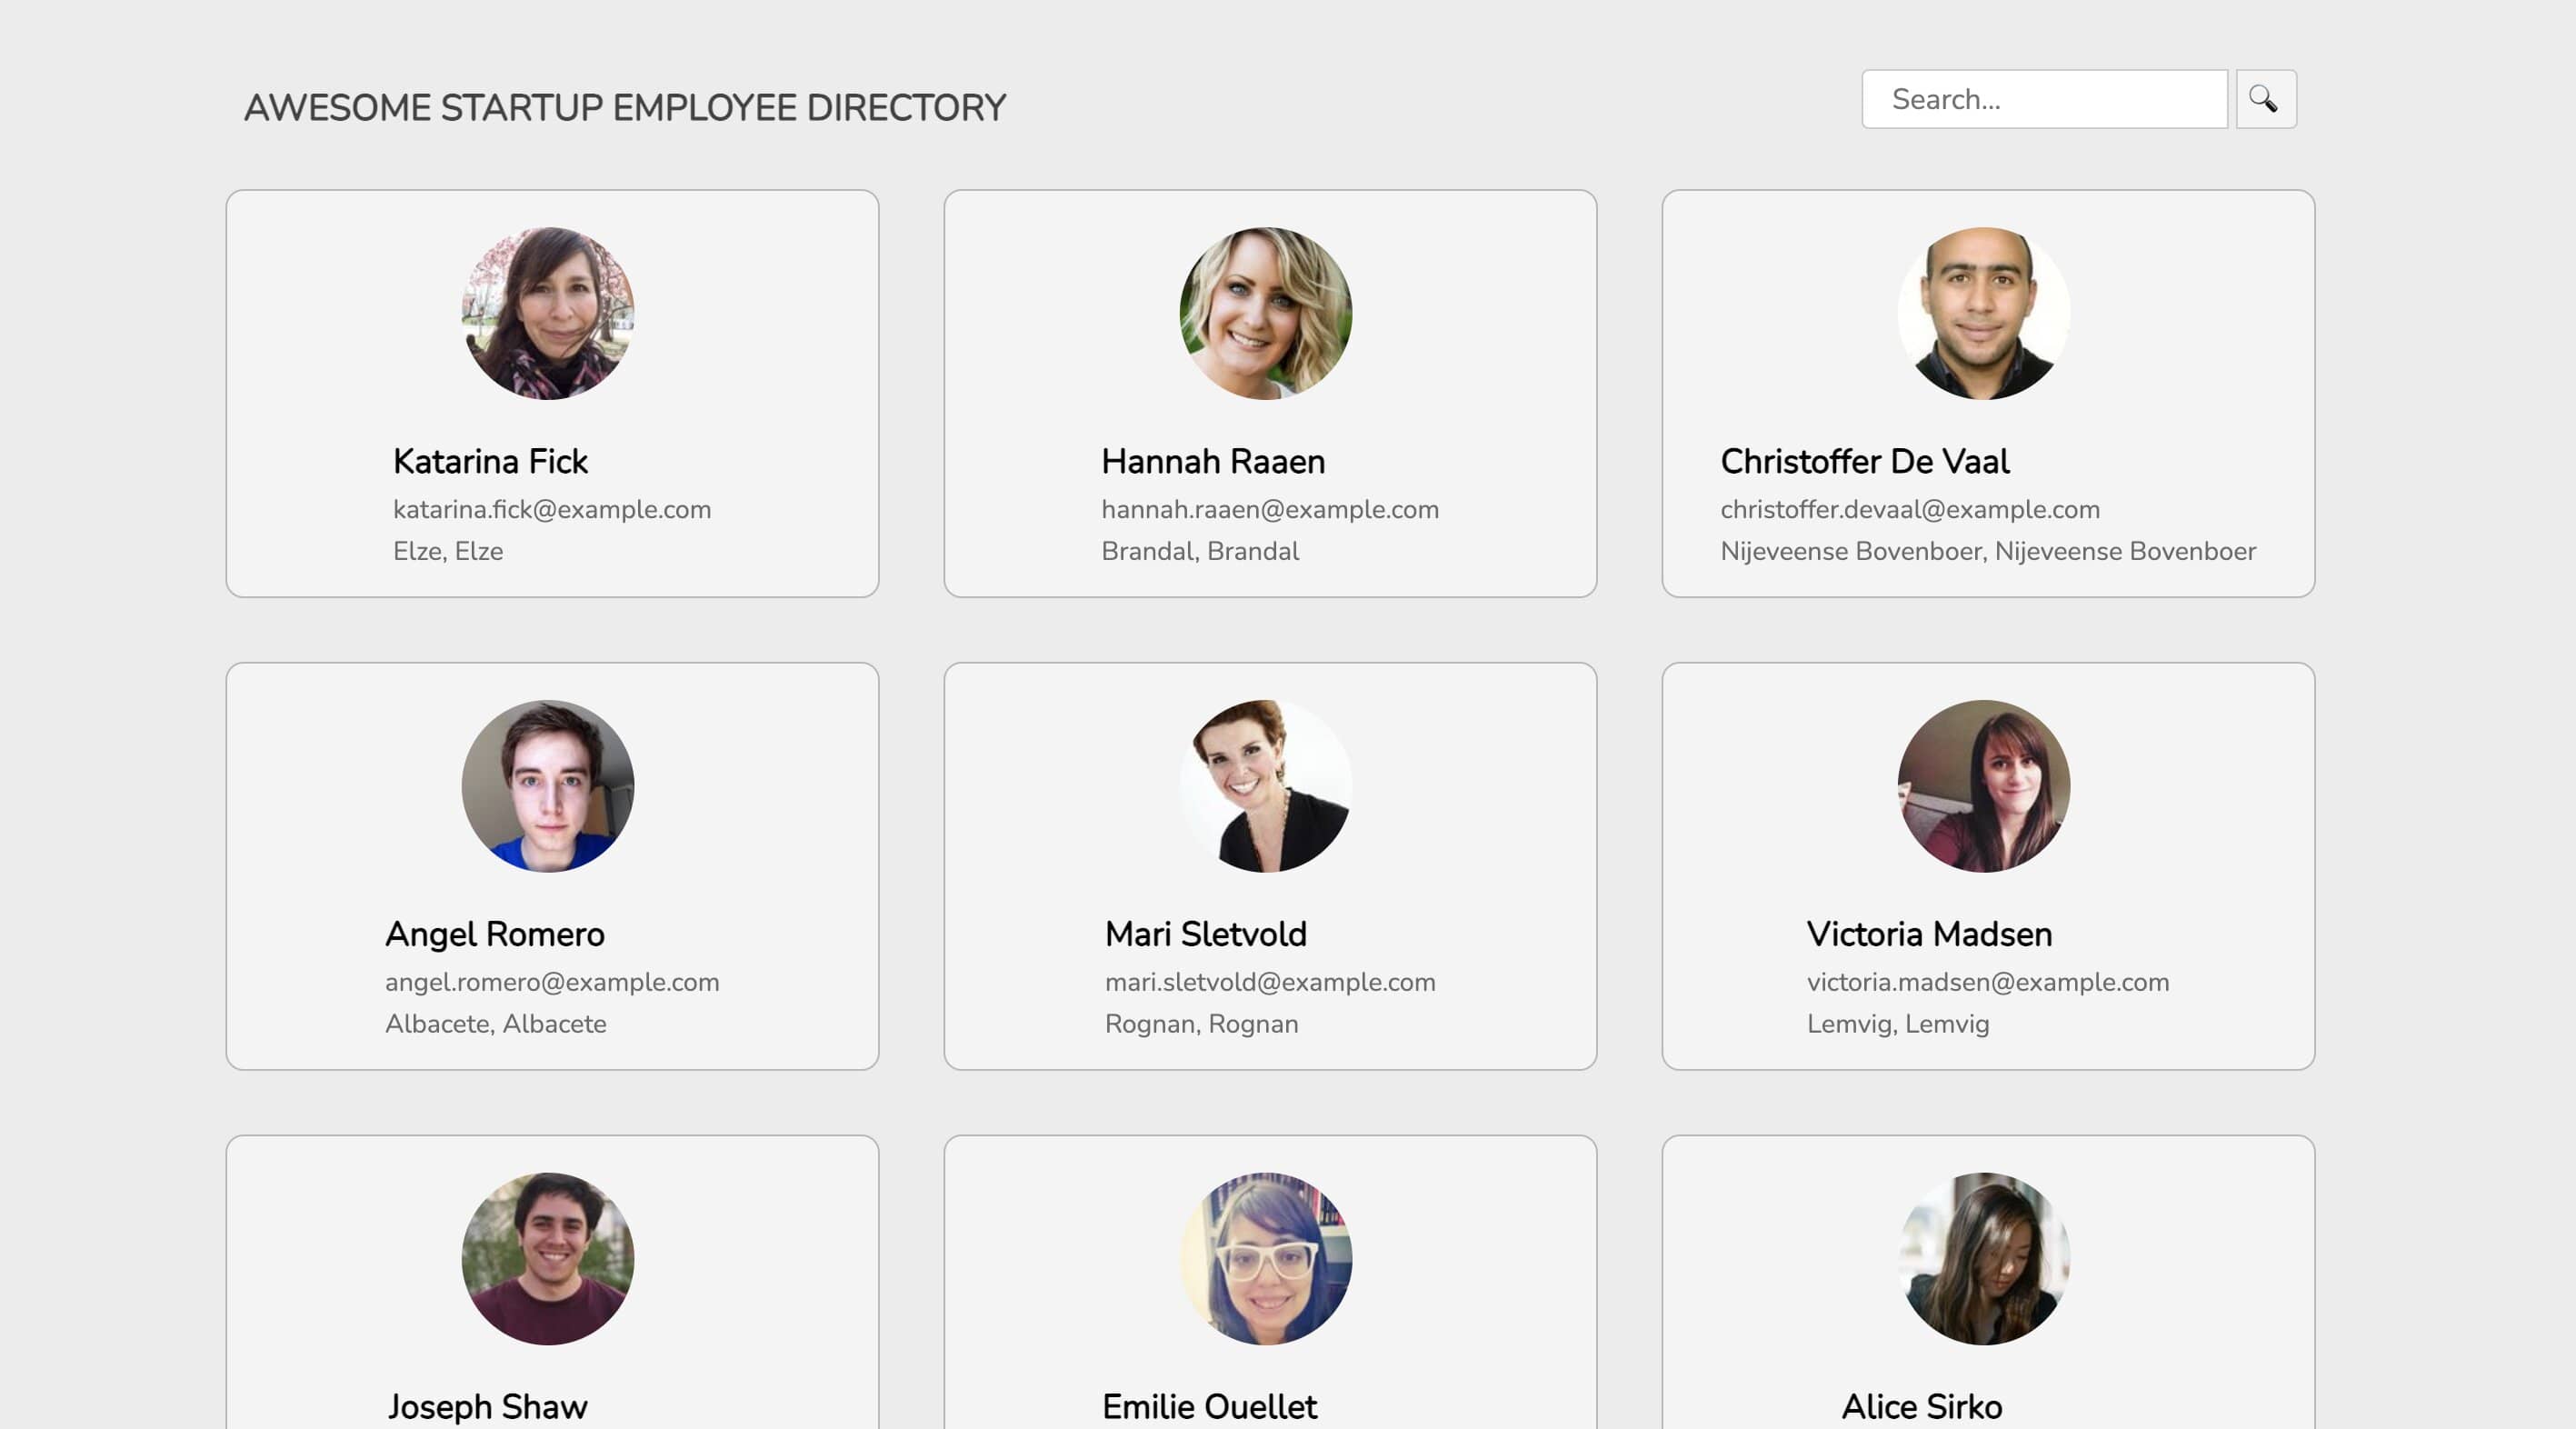 AWESOME STARTUP EMPLOYEE DIRECTORY
Search...
Katarina Fick
katarina.fick@example.com
Elze, Elze
Hannah Raaen
hannah.raaen@example.com
Brandal, Brandal
Christoffer De Vaal
christoffer.devaal@example.com
Nijeveense Bovenboer, Nijeveense Bovenboer
Angel Romero
angel.romero@example.com
Albacete, Albacete
Mari Sletvold
mari.sletvold@example.com
Rognan, Rognan
Victoria Madsen
victoria.madsen@example.com
Lemvig, Lemvig
Joseph Shaw
Emilie Ouellet
Alice Sirko